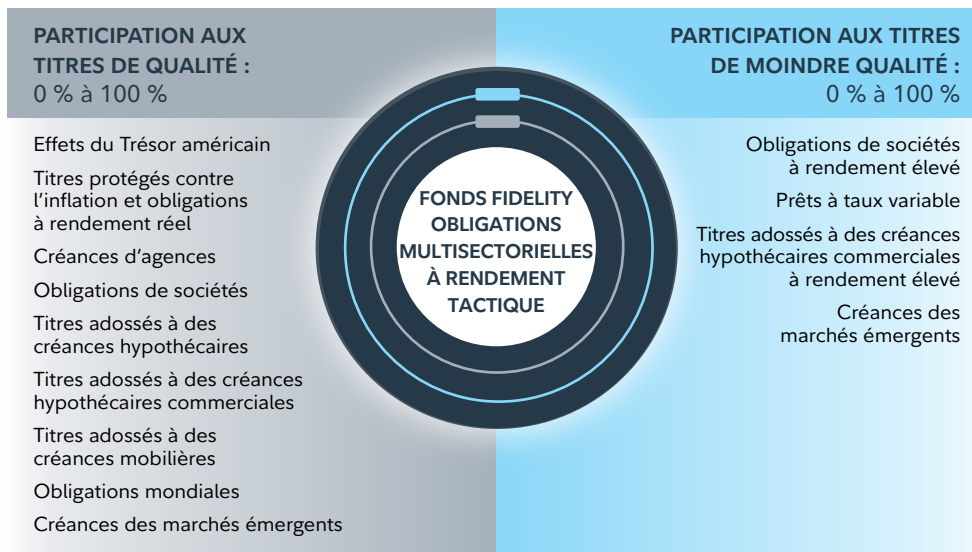 PARTICIPATION AUX
TITRES DE QUALITÉ :
0 % à 100 %
Effets du Trésor américain
Titres protégés contre
l’inflation et obligations
à rendement réel
Créances d’agences
Obligations de sociétés
Titres adossés à des
créances hypothécaires
Titres adossés à des créances
hypothécaires commerciales
Titres adossés à des
créances mobilières
Obligations mondiales
Créances des marchés émergents
FONDS FIDELITY
OBLIGATIONS
MULTISECTORIELLES
À RENDEMENT
TACTIQUE
PARTICIPATION AUX TITRES
DE MOINDRE QUALITÉ :
0 % à 100 %
Obligations de sociétés
à rendement élevé
Prêts à taux variable
Titres adossés à des créances
hypothécaires commerciales
à rendement élevé
Créances des
marchés émergents